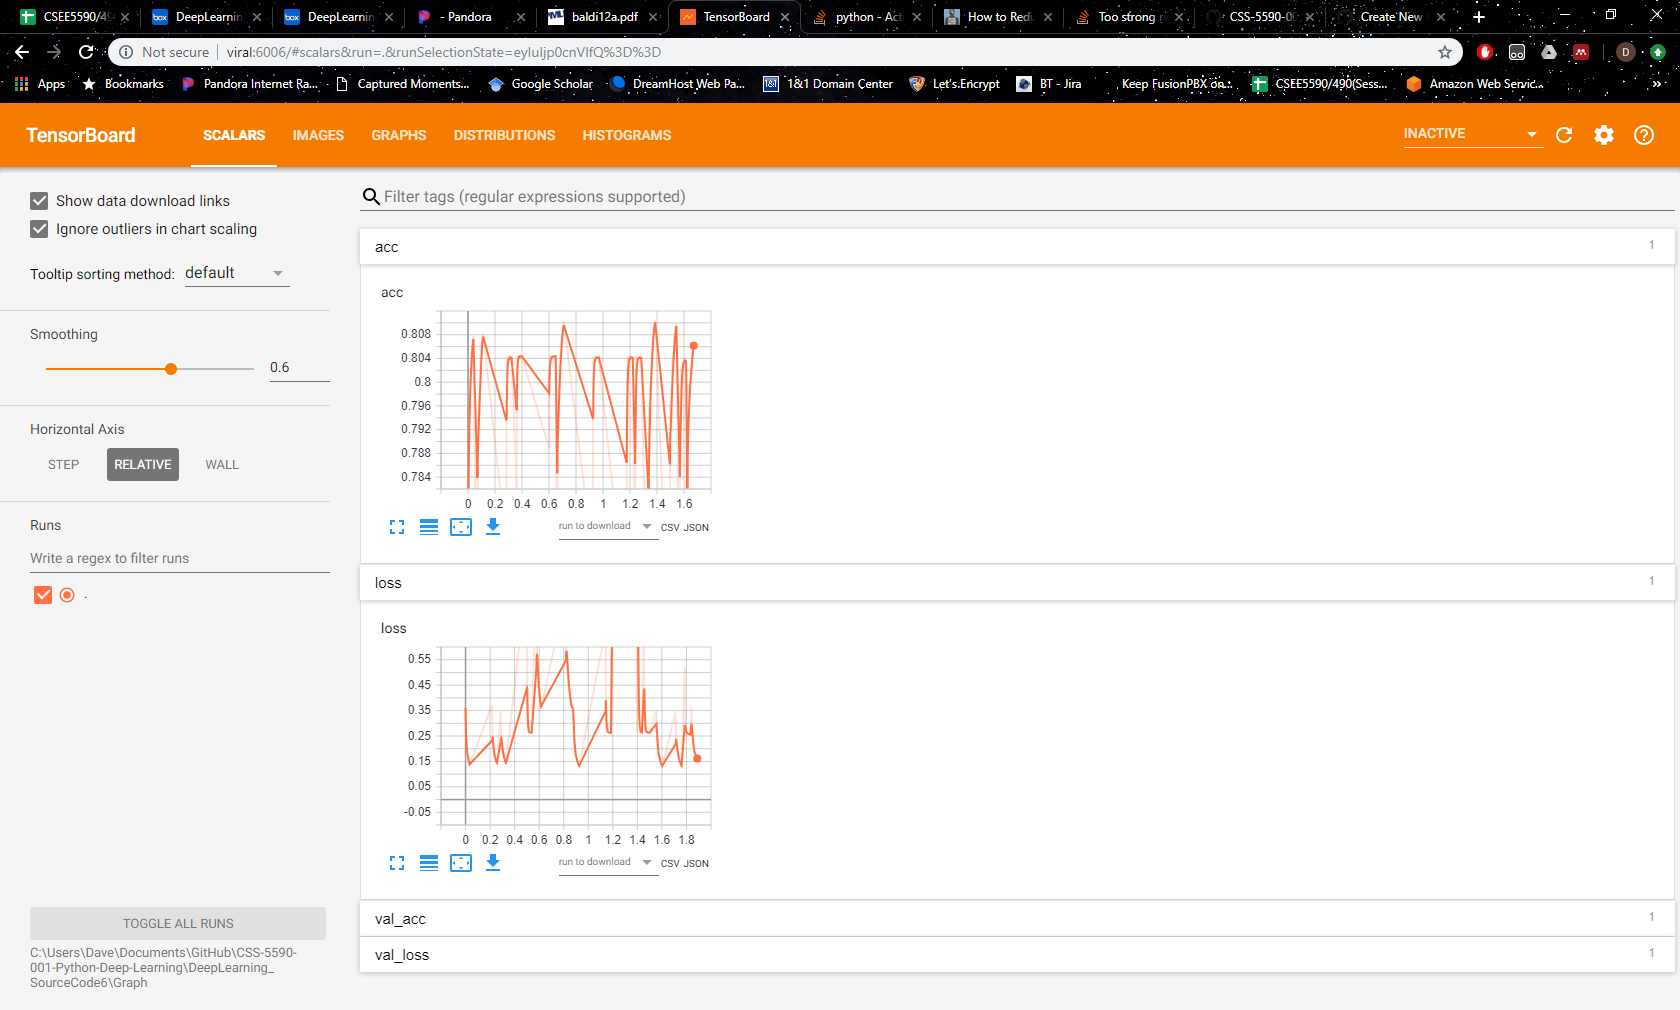 CSEE5590/49
DeepLearnin
DeepLearnin
- Pandora
baldi12a.pdf
TensorBoard
python - Act
How to Redu
Too strong r
CSS-5590-00
Create New I
Not secure
viral:6006/#scalars&run=.&runSelectionState=eyIuIjp0cnVlfQ%3D%3D
D
Apps
Bookmarks
Pandora Internet Ra...
Captured Moments...
Google Scholar
DreamHost Web Pa...
1&1 Domain Center
Let's Encrypt
BT - Jira
Keep FusionPBX on...
CSEE5590/490(Sess...
Amazon Web Servic...
»
TensorBoard
SCALARS
IMAGES
GRAPHS
DISTRIBUTIONS
HISTOGRAMS
INACTIVE
Show data download links
Ignore outliers in chart scaling
Tooltip sorting method: default
Smoothing
0.6
Horizontal Axis
STEP RELATIVE WALL
Runs
Write a regex to filter runs
.
TOGGLE ALL RUNS
C:\Users\Dave\Documents\GitHub\CSS-5590-
001-Python-Deep-Learning\DeepLearning_
SourceCode6\Graph
Filter tags (regular expressions supported)
acc 1
acc
0.808
0.804
0.8
0.796
0.792
0.788
0.784
0 0.2 0.4 0.6 0.8 1 1.2 1.4 1.6
run to download CSV JSON
loss 1
loss
0.55
0.45
0.35
0.25
0.15
0.05
-0.05
0 0.2 0.4 0.6 0.8 1 1.2 1.4 1.6 1.8
run to download CSV JSON
val_acc 1
val_loss 1